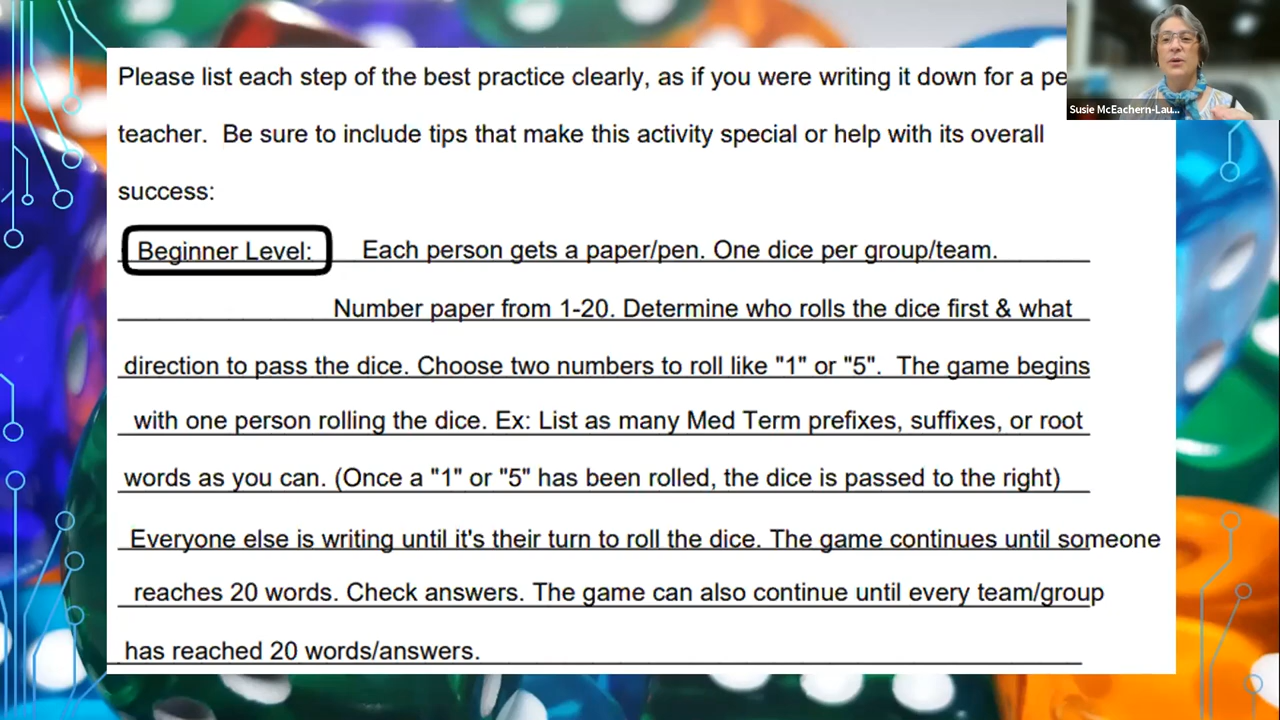 Please list each step of the best practice clearly, as if you were writing it down for a
teacher. Be sure to include tips that make this activity special or help with its overall
success:
Beginner Level: Each person gets a paper/pen. One dice per group/team.
Number paper from 1-20. Determine who rolls the dice first & what
direction to pass the dice. Choose two numbers to roll like "1" or "5". The game begins
with one person rolling the dice. Ex: List as many Med Term prefixes, suffixes, or root
words as you can. (Once a "1" or "5" has been rolled, the dice is passed to the right)
Everyone else is writing until it's their turn to roll the dice. The game continues until someone
reaches 20 words. Check answers. The game can also continue until every team/group
has reached 20 words/answers.
Susie McEachern-Lau...